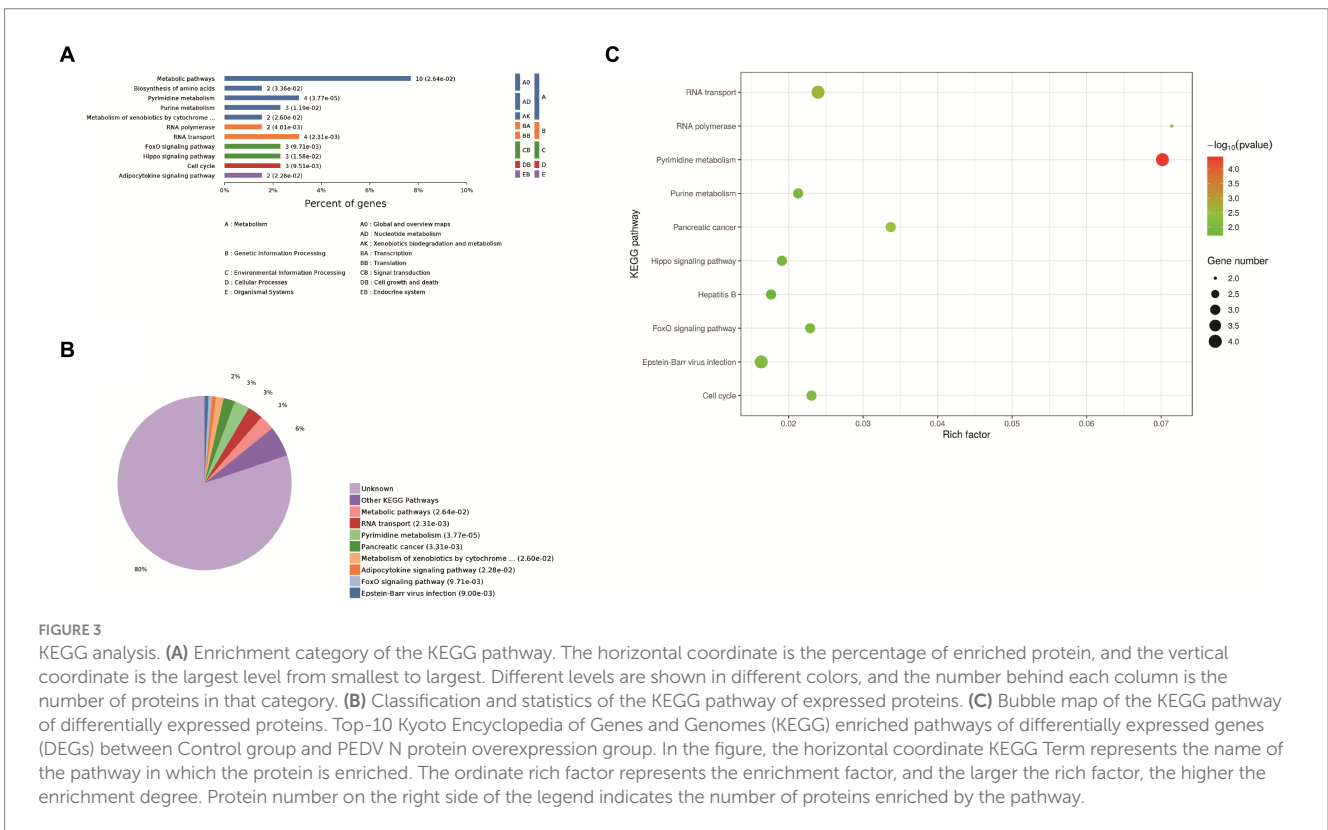 A
Metabolic pathways 10 (2.64e-02)
Biosynthesis of amino acids 2 (3.36e-02)
Pyrimidine metabolism 4 (3.77e-05)
Purine metabolism 3 (1.19e-02)
Metabolism of xenobiotics by cytochrome ... 2 (2.60e-02)
RNA polymerase 2 (4.01e-03)
RNA transport 4 (2.31e-03)
FoxO signaling pathway 3 (9.71e-03)
Hippo signaling pathway 3 (1.58e-02)
Cell cycle 3 (9.51e-03)
Adipocytokine signaling pathway 2 (2.28e-02)
0% 2% 4% 6% 8% 10%
Percent of genes
A0
AD
AK
BA
BB
CB
DB
EB
A
B
C
D
E
A : Metabolism A0 : Global and overview maps
AD : Nucleotide metabolism
AK : Xenobiotics biodegradation and metabolism
B : Genetic Information Processing BA : Transcription
BB : Translation
C : Environmental Information Processing CB : Signal transduction
D : Cellular Processes DB : Cell growth and death
E : Organismal Systems EB : Endocrine system
B
2%
3%
3%
3%
6%
80%
Unknown
Other KEGG Pathways
Metabolic pathways (2.64e-02)
RNA transport (2.31e-03)
Pyrimidine metabolism (3.77e-05)
Pancreatic cancer (3.31e-03)
Metabolism of xenobiotics by cytochrome ... (2.60e-02)
Adipocytokine signaling pathway (2.28e-02)
FoxO signaling pathway (9.71e-03)
Epstein-Barr virus infection (9.00e-03)
C
KEGG pathway
RNA transport
RNA polymerase
Pyrimidine metabolism
Purine metabolism
Pancreatic cancer
Hippo signaling pathway
Hepatitis B
FoxO signaling pathway
Epstein-Barr virus infection
Cell cycle
0.02 0.03 0.04 0.05 0.06 0.07
Rich factor
−log10(pvalue)
4.0
3.5
3.0
2.5
2.0
Gene number
2.0
2.5
3.0
3.5
4.0
FIGURE 3
KEGG analysis. (A) Enrichment category of the KEGG pathway. The horizontal coordinate is the percentage of enriched protein, and the vertical
coordinate is the largest level from smallest to largest. Different levels are shown in different colors, and the number behind each column is the
number of proteins in that category. (B) Classification and statistics of the KEGG pathway of expressed proteins. (C) Bubble map of the KEGG pathway
of differentially expressed proteins. Top-10 Kyoto Encyclopedia of Genes and Genomes (KEGG) enriched pathways of differentially expressed genes
(DEGs) between Control group and PEDV N protein overexpression group. In the figure, the horizontal coordinate KEGG Term represents the name of
the pathway in which the protein is enriched. The ordinate rich factor represents the enrichment factor, and the larger the rich factor, the higher the
enrichment degree. Protein number on the right side of the legend indicates the number of proteins enriched by the pathway.